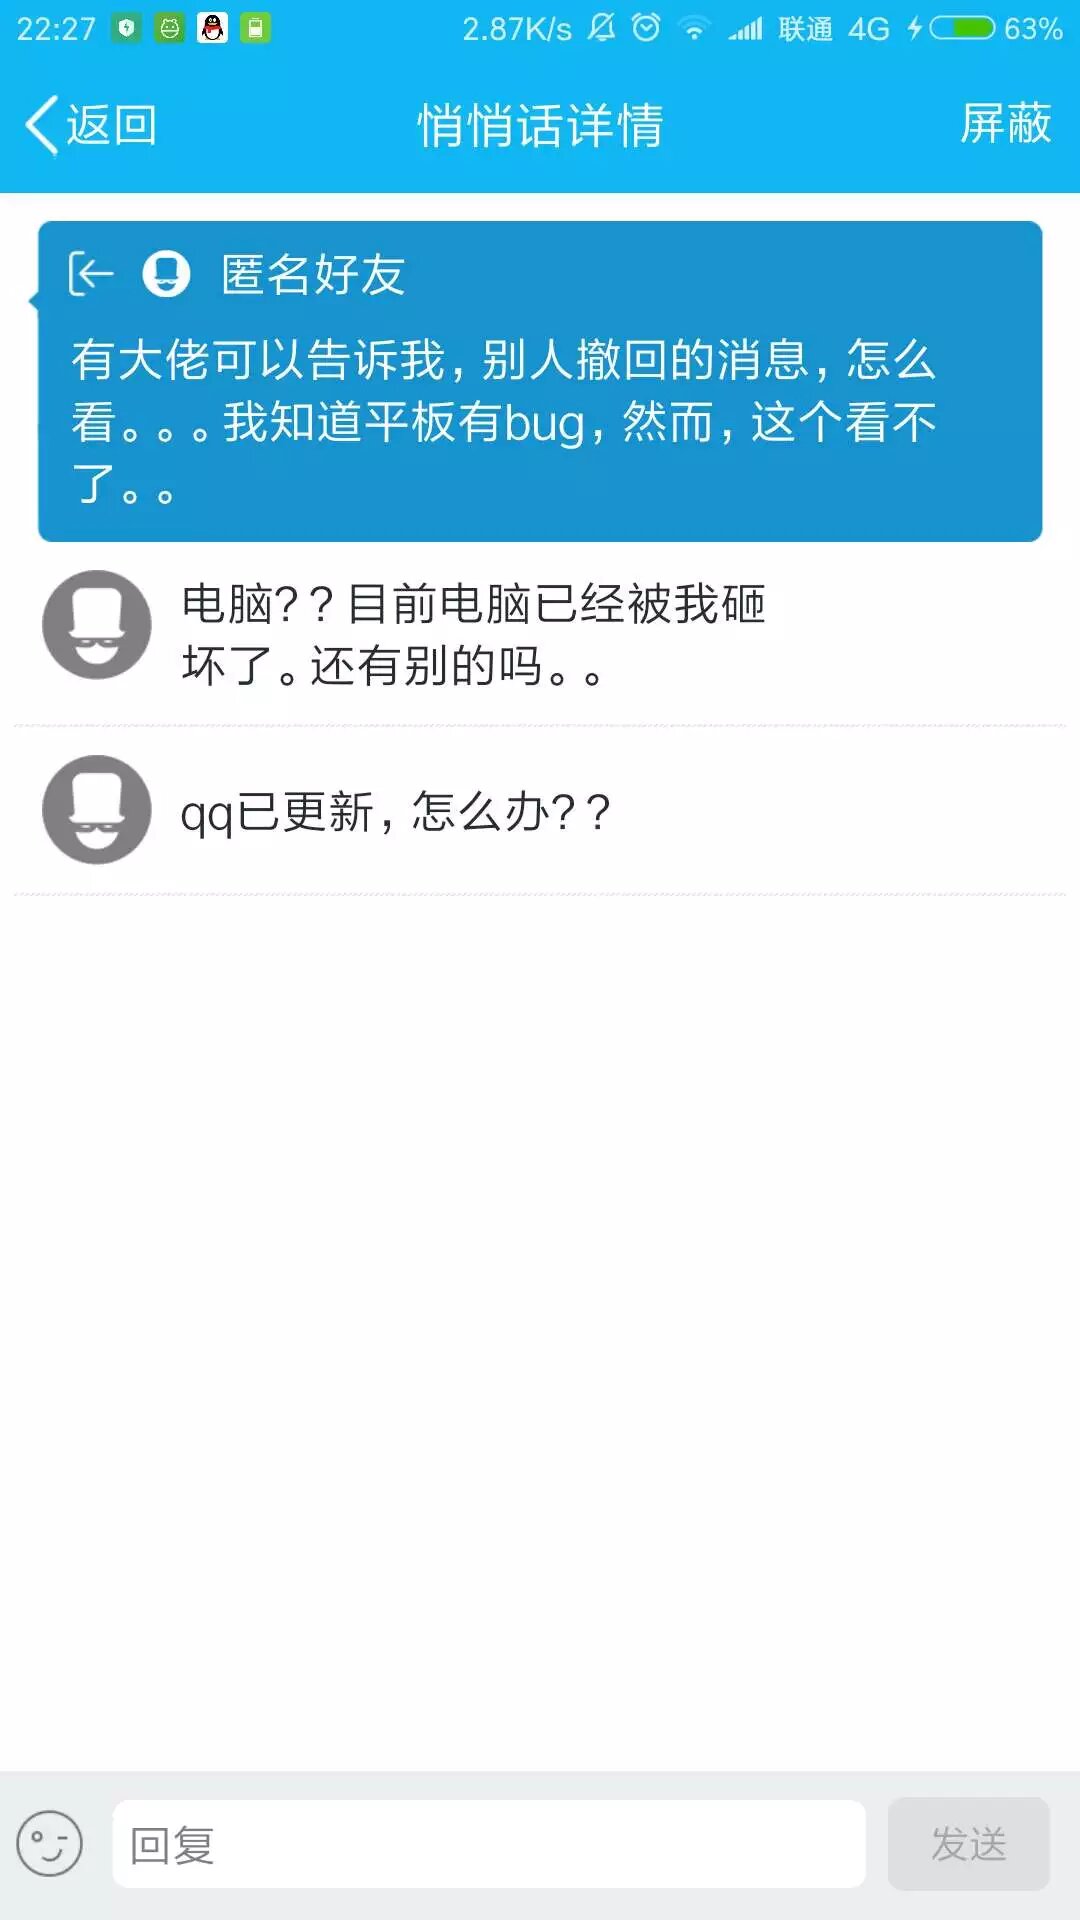 22:27 2.87K/s 联通 4G 63%
返回 悄悄话详情 屏蔽
匿名好友
有大佬可以告诉我，别人撤回的消息，怎么
看。。。我知道平板有bug，然而，这个看不
了。。
电脑？？目前电脑已经被我砸
坏了。还有别的吗。。
qq已更新，怎么办？？
回复 发送